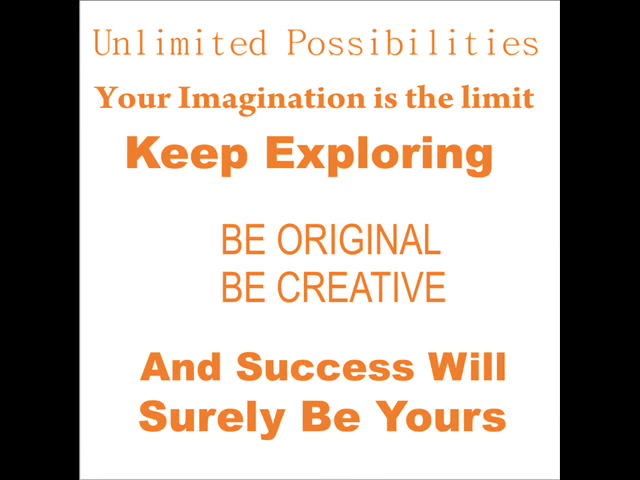 Unlimited Possibilities
Your Imagination is the limit
Keep Exploring
BE ORIGINAL
BE CREATIVE
And Success Will
Surely Be Yours